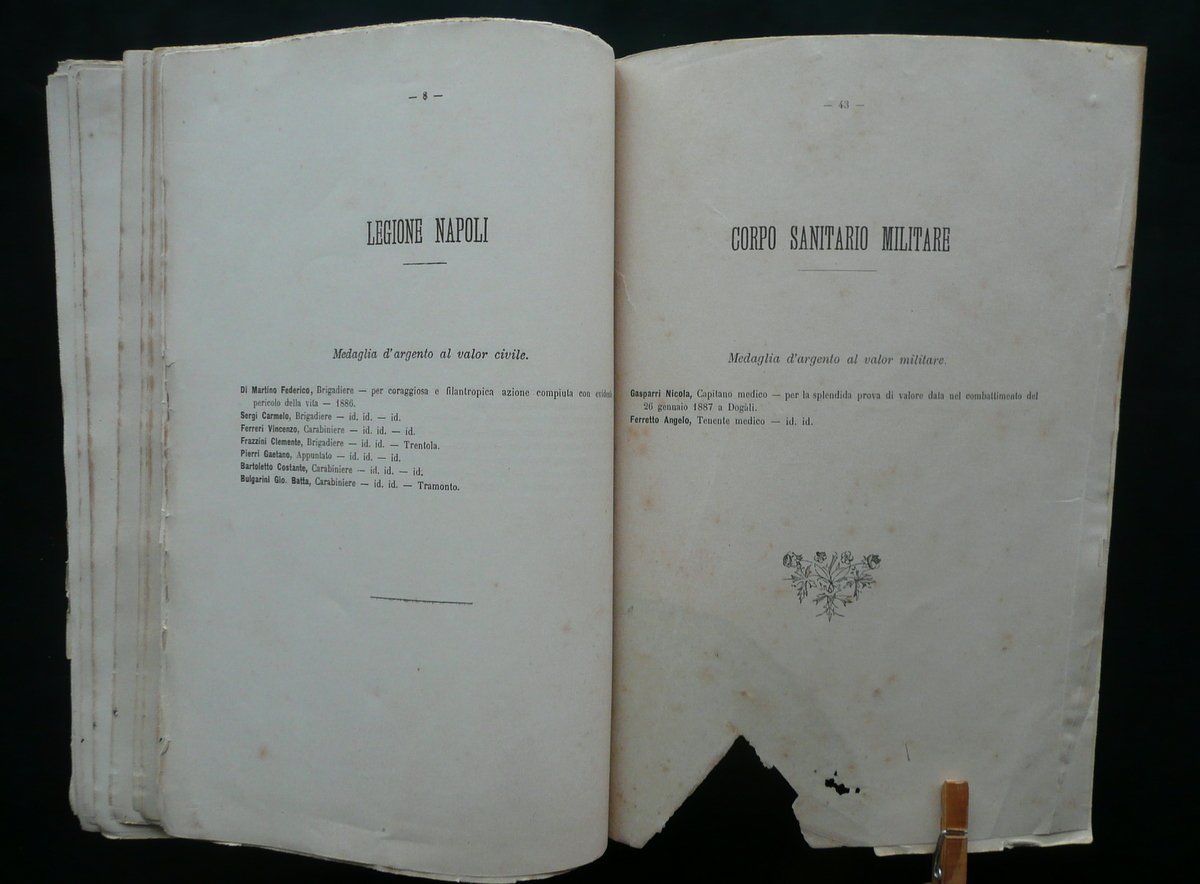 — 8 —
LEGIONE NAPOLI
Medaglia d'argento al valor civile.
Di Martino Federico, Brigadiere — per coraggiosa e filantropica azione compiuta con
pericolo della vita — 1886.
Sergi Carmelo, Brigadiere — id. id. — id.
Ferreri Vincenzo, Carabiniere — id. id. — id.
Frazzini Clemente, Brigadiere — id. id. — Trentola.
Pierri Gaetano, Appuntato — id. id. — id.
Bartoletto Costante, Carabiniere — id. id. — id.
Bulgarini Gio. Batta, Carabiniere — id. id. — Tramonto.
— 43 —
CORPO SANITARIO MILITARE
Medaglia d'argento al valor militare.
Gasparri Nicola, Capitano medico — per la splendida prova di valore data nel combattimento del
26 gennaio 1887 a Dogali.
Ferretto Angelo, Tenente medico — id. id.